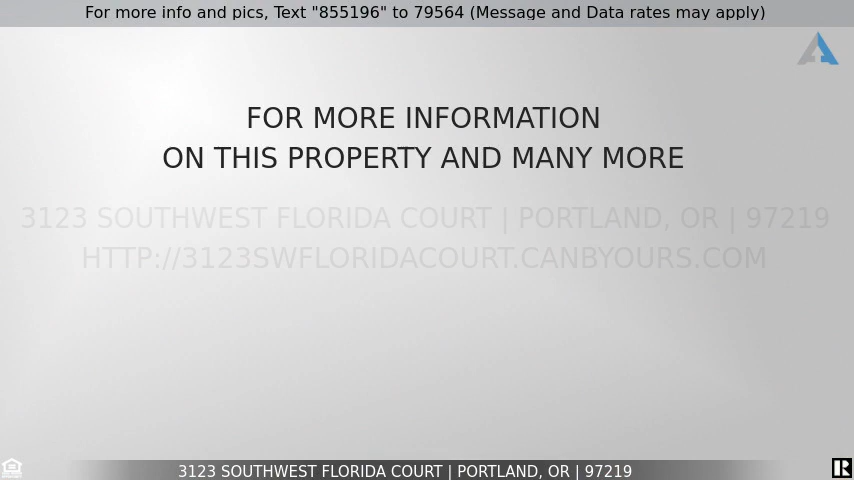 For more info and pics, Text "855196" to 79564 (Message and Data rates may apply)
FOR MORE INFORMATION
ON THIS PROPERTY AND MANY MORE
3123 SOUTHWEST FLORIDA COURT | PORTLAND, OR | 97219
HTTP://3123SWFLORIDACOURT.CANBYOURS.COM
3123 SOUTHWEST FLORIDA COURT | PORTLAND, OR | 97219